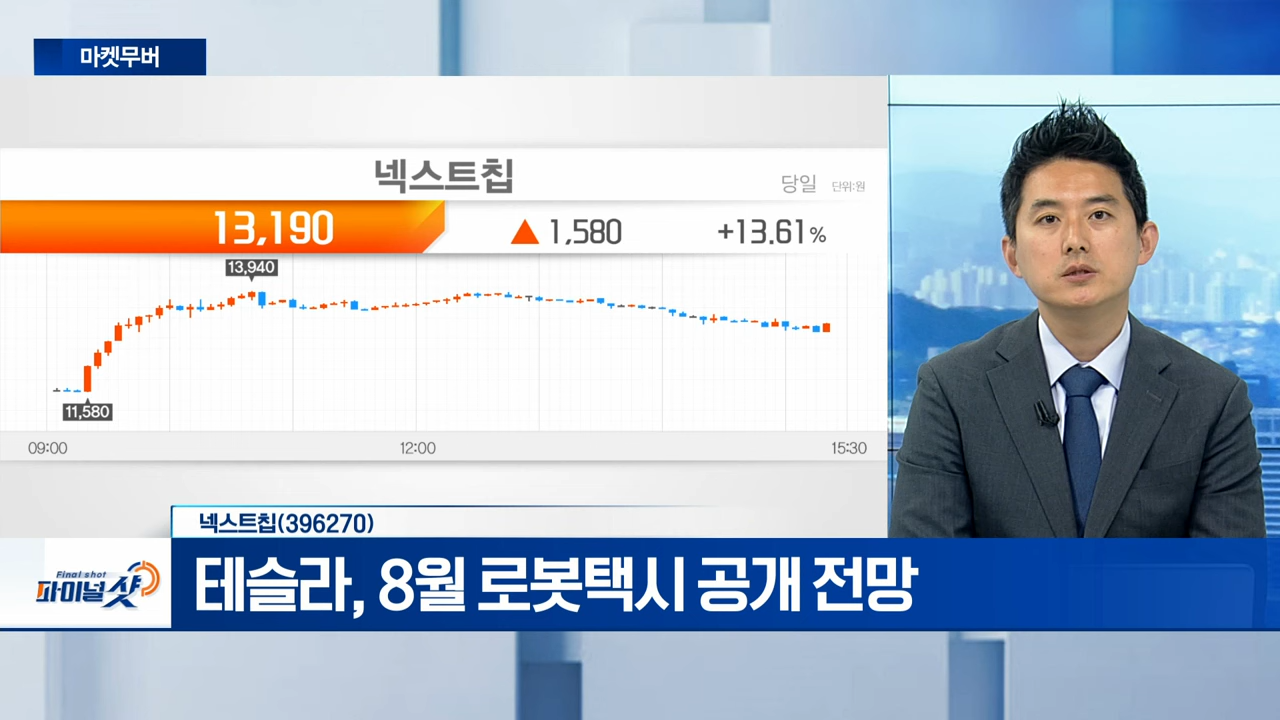 마켓무버
넥스트칩
당일 단위:원
13,190 ▲ 1,580 +13.61%
13,940
11,580
09:00 12:00 15:30
넥스트칩(396270)
Final shot
파이널샷
테슬라, 8월 로봇택시 공개 전망